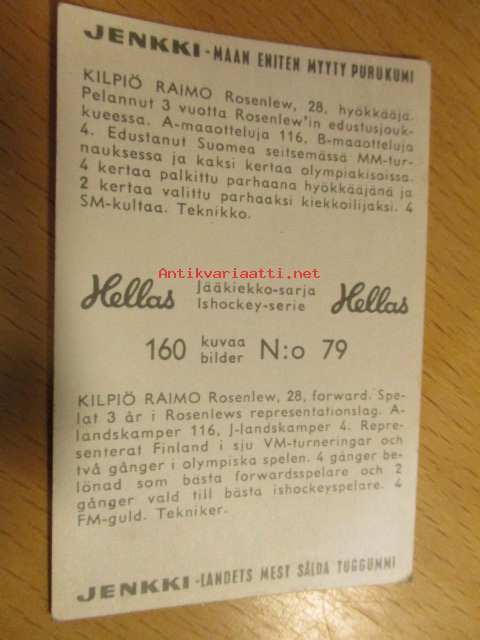 JENKKI -MAAN ENITEN MYYTY PURUKUMI
KILPIÖ RAIMO Rosenlew, 28, hyökkääjä.
Pelannut 3 vuotta Rosenlew'in edustusjouk-
kueessa. A-maaotteluja 116, B-maaotteluja
4. Edustanut Suomea seitsemässä MM-tur-
nauksessa ja kaksi kertaa olympiakisoissa.
4 kertaa palkittu parhaana hyökkääjänä ja
2 kertaa valittu parhaaksi kiekkoilijaksi. 4
SM-kultaa. Teknikko.
Antikvariaatti.net
Hellas Jääkiekko-sarja Hellas
Ishockey-serie
160 kuvaa N:o 79
bilder
KILPIÖ RAIMO Rosenlew, 28, forward. Spe-
lat 3 år i Rosenlews representationslag. A-
landskamper 116, J-landskamper 4. Repre-
senterat Finland i sju VM-turneringar och
två gånger i olympiska spelen. 4 gånger be-
lönad som bästa forwardsspelare och 2
gånger vald till bästa ishockeyspelare. 4
FM-guld. Tekniker.
JENKKI -LANDETS MEST SÅLDA TUGGUMMI